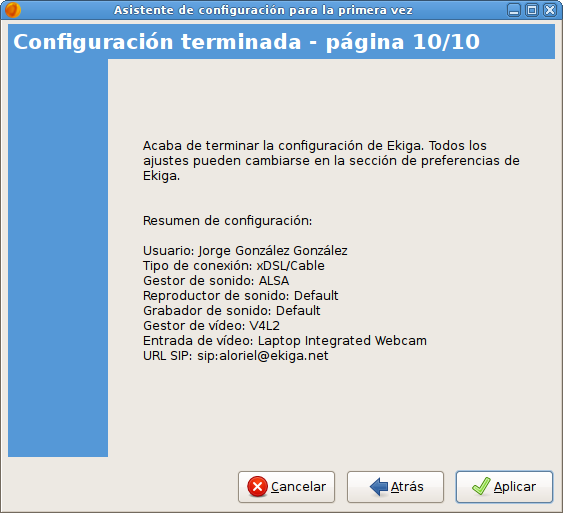 Asistente de configuración para la primera vez
Configuración terminada - página 10/10
Acaba de terminar la configuración de Ekiga. Todos los
ajustes pueden cambiarse en la sección de preferencias de
Ekiga.
Resumen de configuración:
Usuario: Jorge González González
Tipo de conexión: xDSL/Cable
Gestor de sonido: ALSA
Reproductor de sonido: Default
Grabador de sonido: Default
Gestor de vídeo: V4L2
Entrada de vídeo: Laptop Integrated Webcam
URL SIP: sip:aloriel@ekiga.net
Cancelar
Atrás
Aplicar